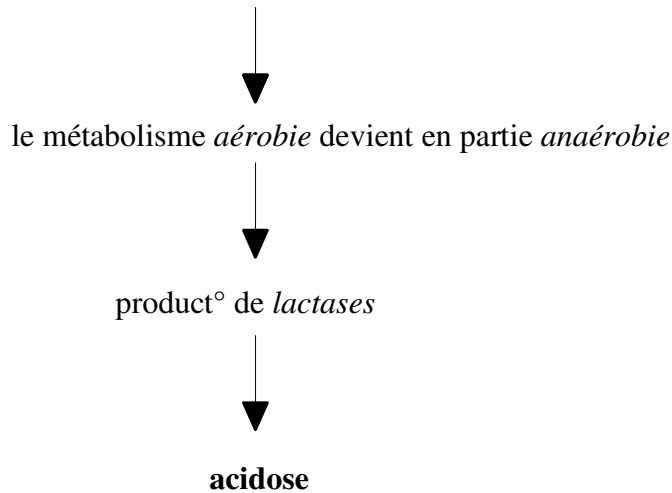 le métabolisme aérobie devient en partie anaérobie
product° de lactases
acidose